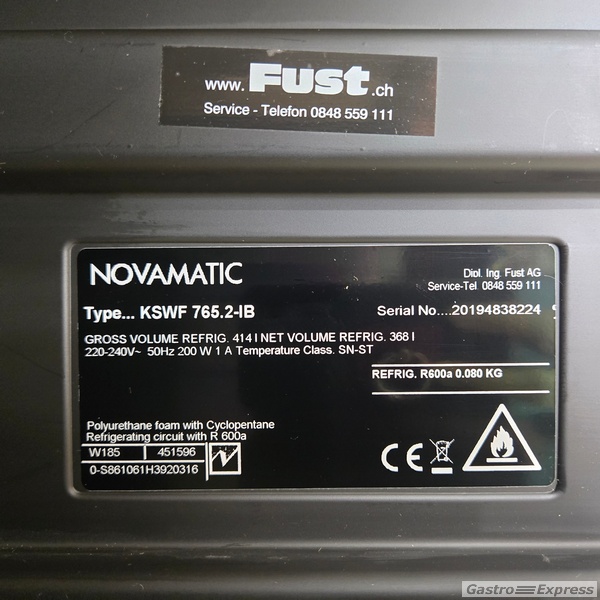 www.Fust.ch
Service - Telefon 0848 559 111
NOVAMATIC
Dipl. Ing. Fust AG
Service-Tel. 0848 559 111
Type... KSWF 765.2-IB
Serial No....20194838224
GROSS VOLUME REFRIG. 414 l NET VOLUME REFRIG. 368 l
220-240V~ 50Hz 200 W 1 A Temperature Class. SN-ST
REFRIG. R600a 0.080 KG
Polyurethane foam with Cyclopentane
Refrigerating circuit with R 600a
W185 451596
0-S861061H3920316
CE
Gastro Express